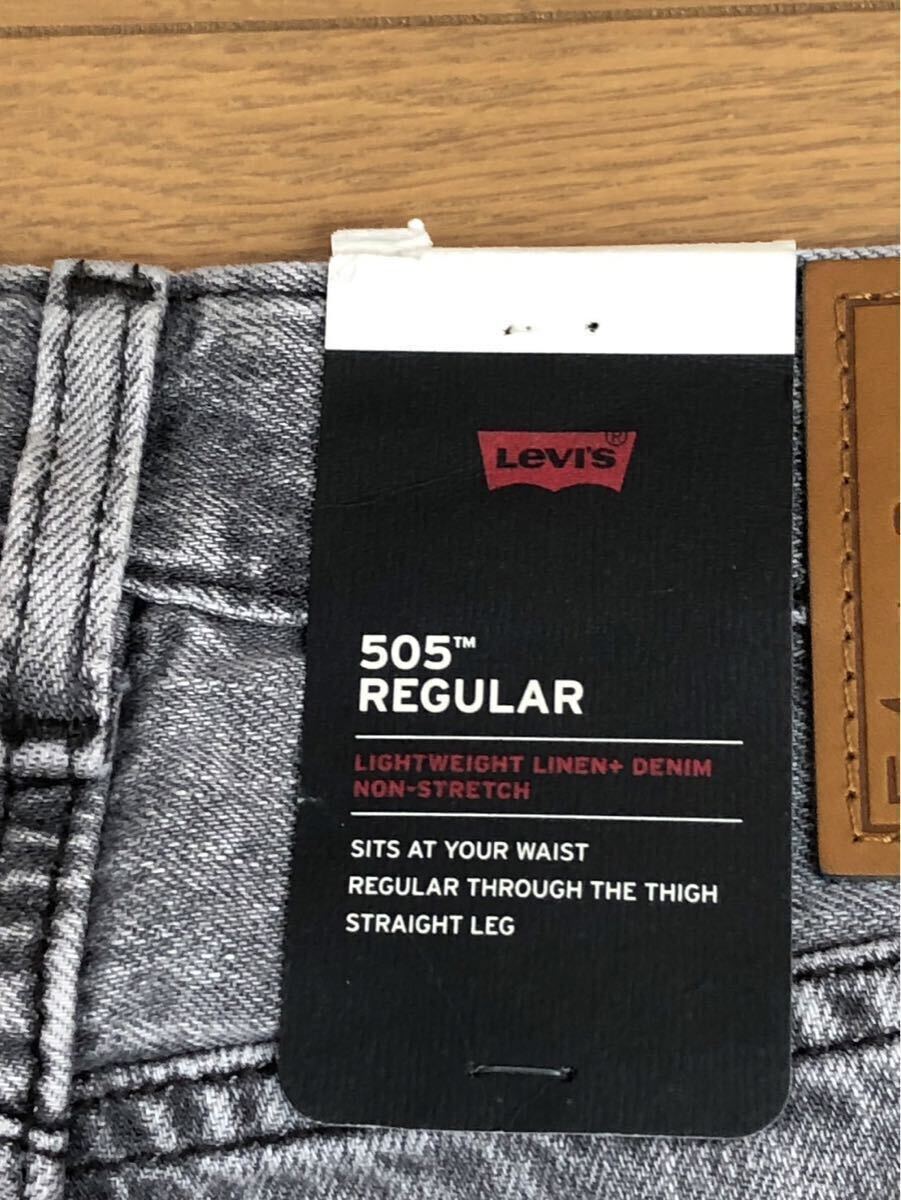 Levi's®
505™
REGULAR
LIGHTWEIGHT LINEN+ DENIM
NON-STRETCH
SITS AT YOUR WAIST
REGULAR THROUGH THE THIGH
STRAIGHT LEG